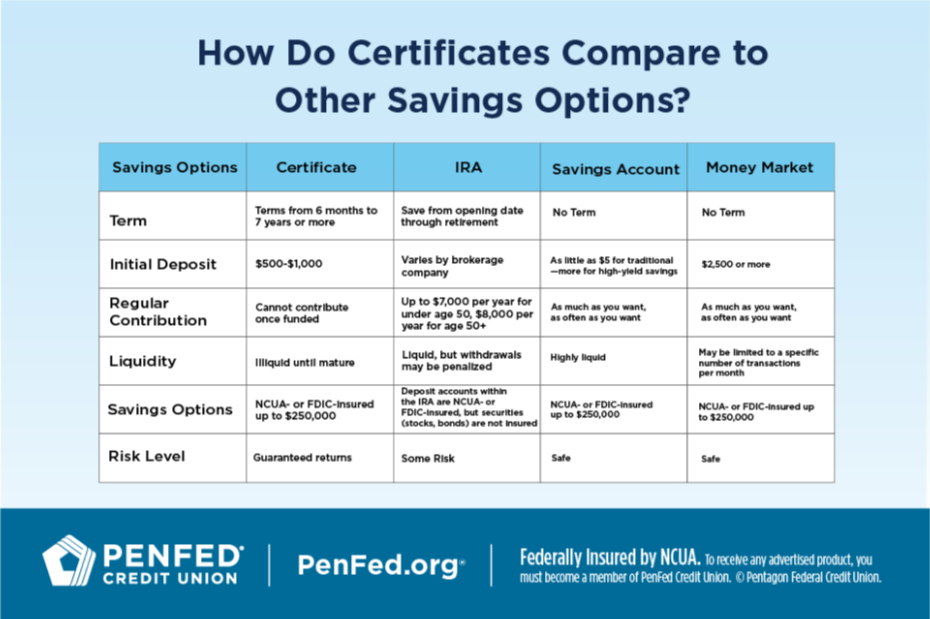 How Do Certificates Compare to
Other Savings Options?
Savings Options
Certificate
IRA
Savings Account
Money Market
Term
Terms from 6 months to
7 years or more
Save from opening date
through retirement
No Term
No Term
Initial Deposit
$500-$1,000
Varies by brokerage
company
As little as $5 for traditional
—more for high-yield savings
$2,500 or more
Regular
Contribution
Cannot contribute
once funded
Up to $7,000 per year for
under age 50, $8,000 per
year for age 50+
As much as you want,
as often as you want
As much as you want,
as often as you want
Liquidity
Illiquid until mature
Liquid, but withdrawals
may be penalized
Highly liquid
May be limited to a specific
number of transactions
per month
Savings Options
NCUA- or FDIC-insured
up to $250,000
Deposit accounts within
the IRA are NCUA- or
FDIC-insured, but securities
(stocks, bonds) are not insured
NCUA- or FDIC-insured
up to $250,000
NCUA- or FDIC-insured up
to $250,000
Risk Level
Guaranteed returns
Some Risk
Safe
Safe
PENFED®
CREDIT UNION
PenFed.org®
Federally Insured by NCUA. To receive any advertised product, you
must become a member of PenFed Credit Union. © Pentagon Federal Credit Union.